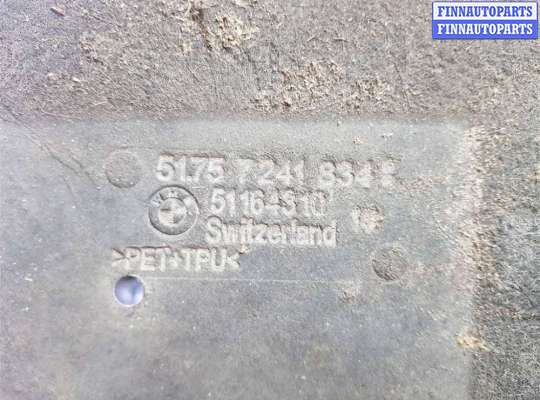 FINNAUTOPARTS
FINNAUTOPARTS
51.75 7 241 834
51164310
Switzerland
>PET+TPU<